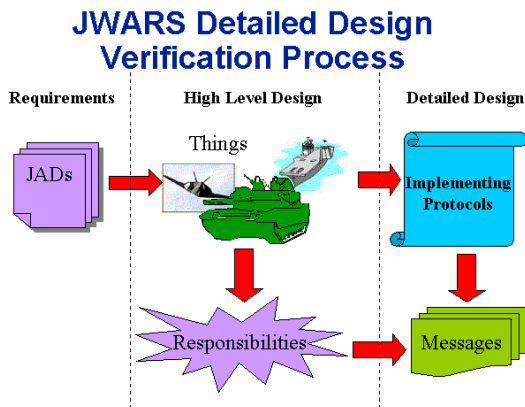 JWARS Detailed Design
Verification Process
Requirements
High Level Design
Detailed Design
Things
JADs
Implementing
Protocols
Responsibilities
Messages